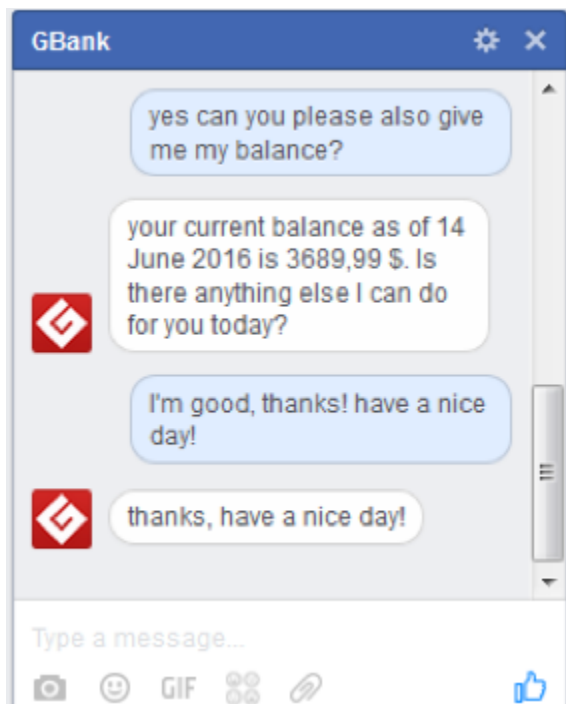 GBank
yes can you please also give
me my balance?
your current balance as of 14
June 2016 is 3689,99 $. Is
there anything else I can do
for you today?
I'm good, thanks! have a nice
day!
thanks, have a nice day!
Type a message...
GIF